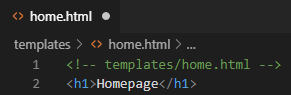 <> home.html ●
templates > <> home.html > ...
1 <!-- templates/home.html -->
2 <h1>Homepage</h1>